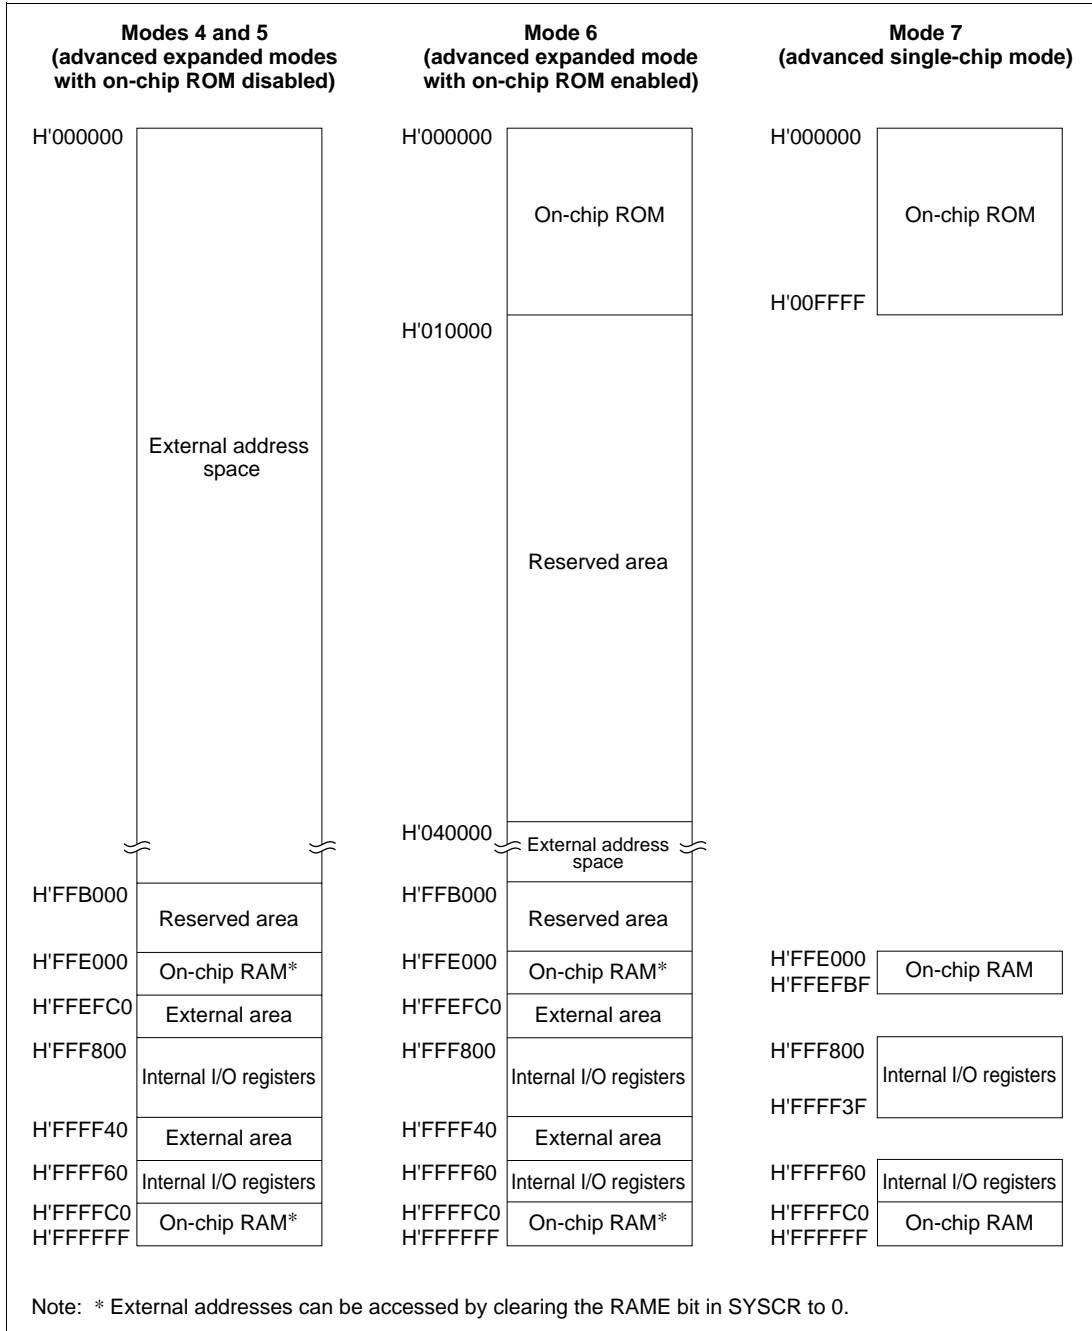 Modes 4 and 5
(advanced expanded modes
with on-chip ROM disabled)
H'000000
External address
space
H'FFB000
Reserved area
H'FFE000
On-chip RAM*
H'FFEFC0
External area
H'FFF800
Internal I/O registers
H'FFFF40
External area
H'FFFF60
Internal I/O registers
H'FFFFC0
On-chip RAM*
H'FFFFFF
Mode 6
(advanced expanded mode
with on-chip ROM enabled)
H'000000
On-chip ROM
H'010000
Reserved area
H'040000
External address
space
H'FFB000
Reserved area
H'FFE000
On-chip RAM*
H'FFEFC0
External area
H'FFF800
Internal I/O registers
H'FFFF40
External area
H'FFFF60
Internal I/O registers
H'FFFFC0
On-chip RAM*
H'FFFFFF
Mode 7
(advanced single-chip mode)
H'000000
On-chip ROM
H'00FFFF
H'FFE000
On-chip RAM
H'FFEFBF
H'FFF800
Internal I/O registers
H'FFFF3F
H'FFFF60
Internal I/O registers
H'FFFFC0
On-chip RAM
H'FFFFFF
Note: * External addresses can be accessed by clearing the RAME bit in SYSCR to 0.